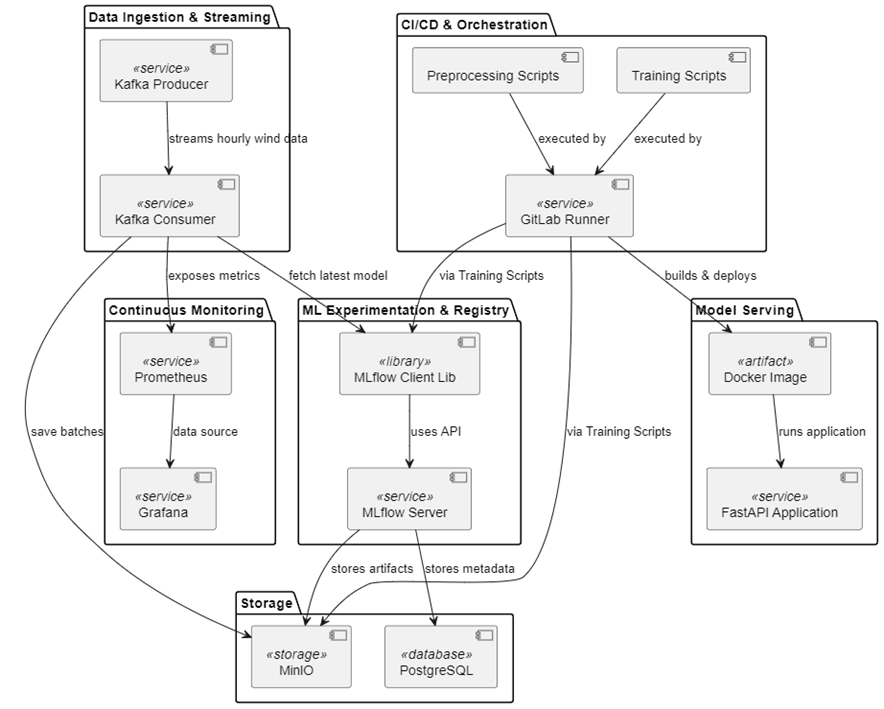 Data Ingestion & Streaming
CI/CD & Orchestration
«service»
Kafka Producer
Preprocessing Scripts
Training Scripts
streams hourly wind data
executed by
executed by
«service»
Kafka Consumer
«service»
GitLab Runner
exposes metrics
fetch latest model
via Training Scripts
builds & deploys
Continuous Monitoring
ML Experimentation & Registry
Model Serving
«service»
Prometheus
«library»
MLflow Client Lib
«artifact»
Docker Image
save batches
data source
uses API
via Training Scripts
runs application
«service»
Grafana
«service»
MLflow Server
«service»
FastAPI Application
stores artifacts
stores metadata
Storage
«storage»
MinIO
«database»
PostgreSQL